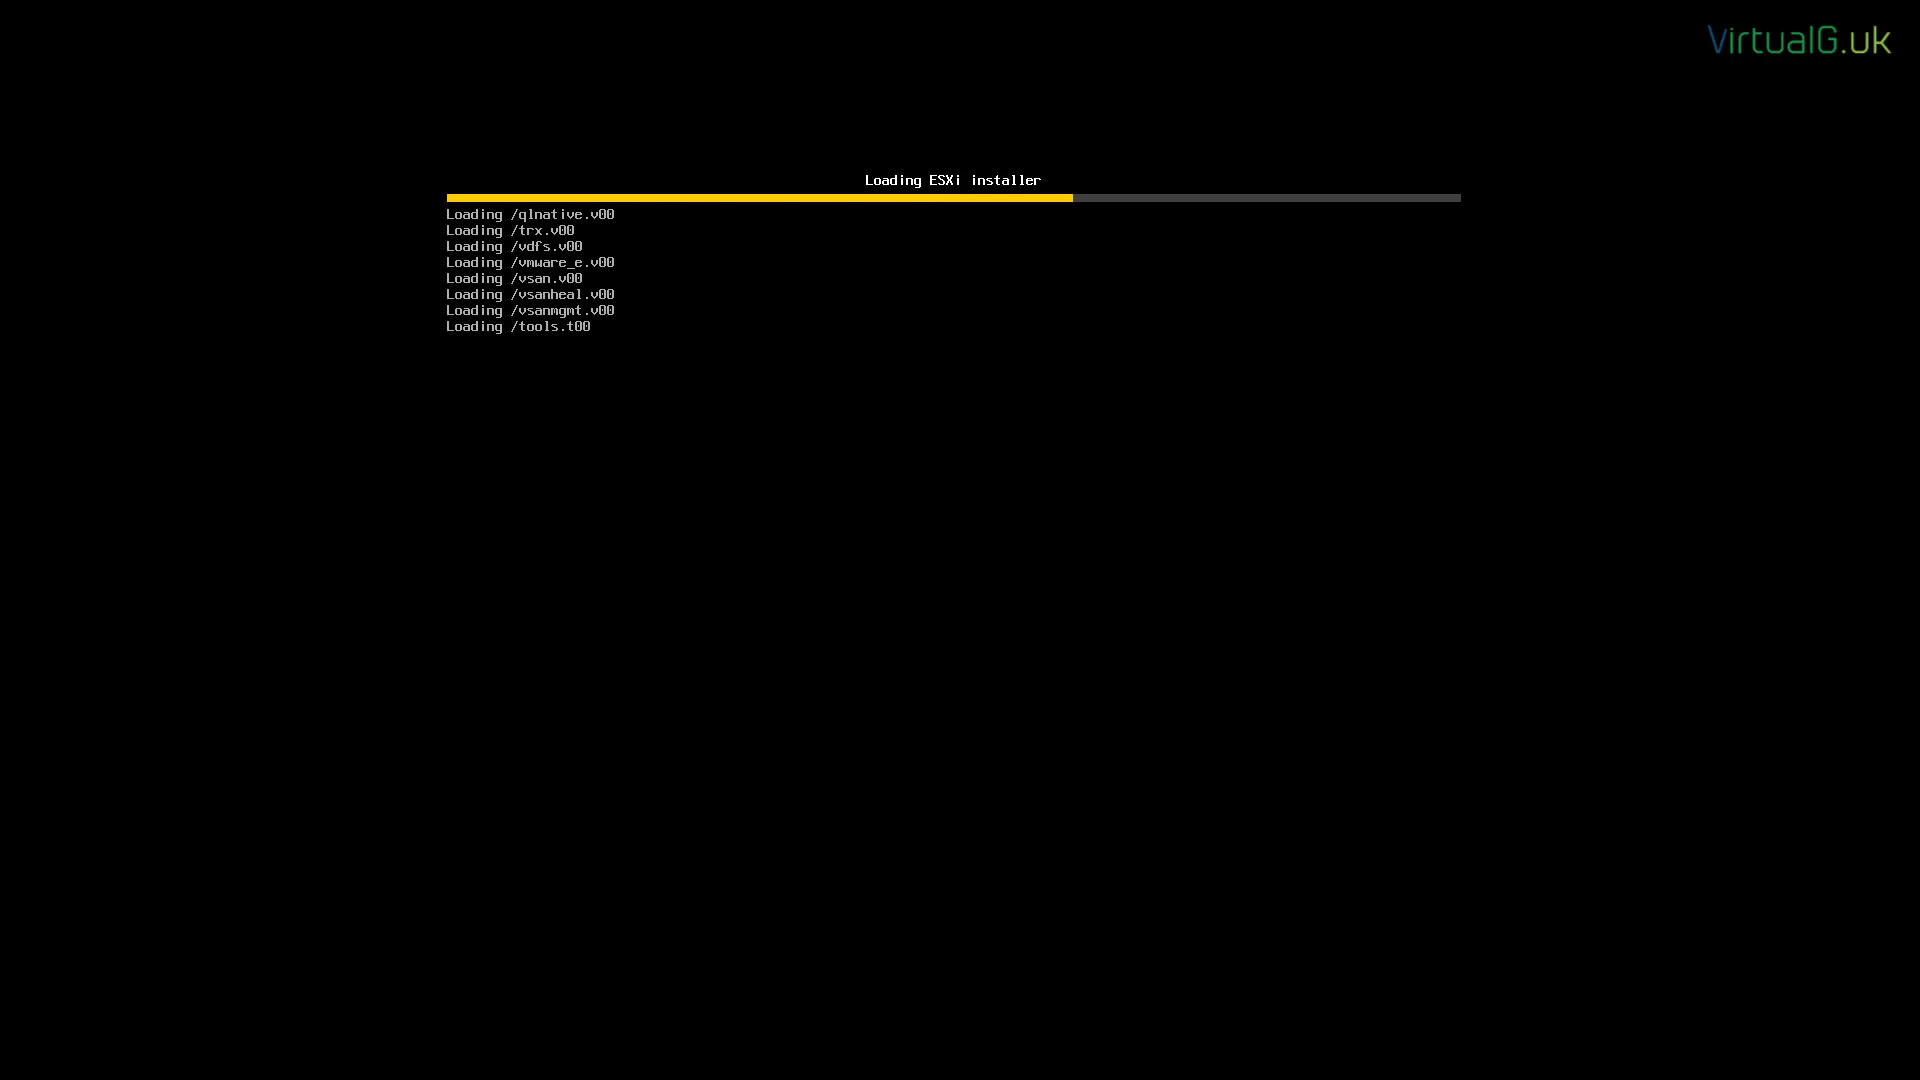 VirtualG.uk
Loading ESXi installer
Loading /qlnative.v00
Loading /trx.v00
Loading /vdfs.v00
Loading /vmware_e.v00
Loading /vsan.v00
Loading /vsanheal.v00
Loading /vsanmgmt.v00
Loading /tools.t00